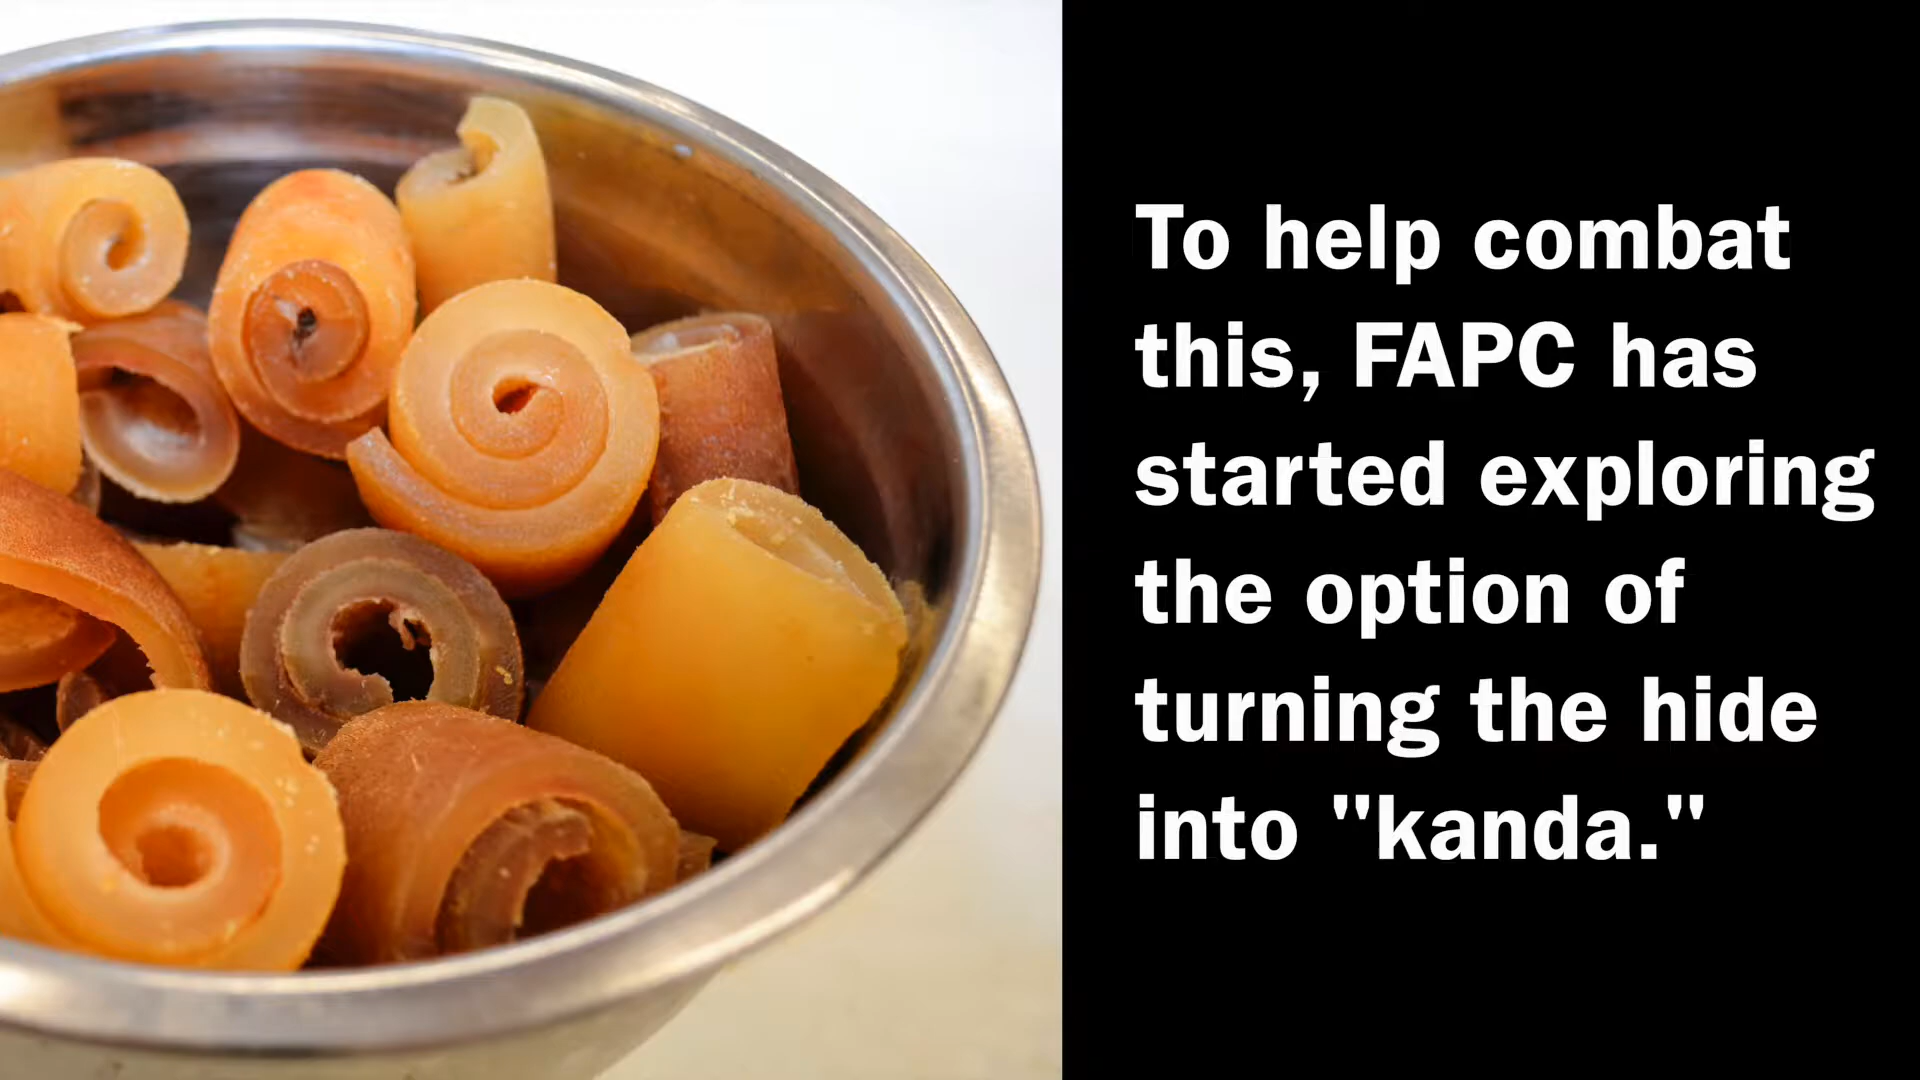 To help combat
this, FAPC has
started exploring
the option of
turning the hide
into "kanda."